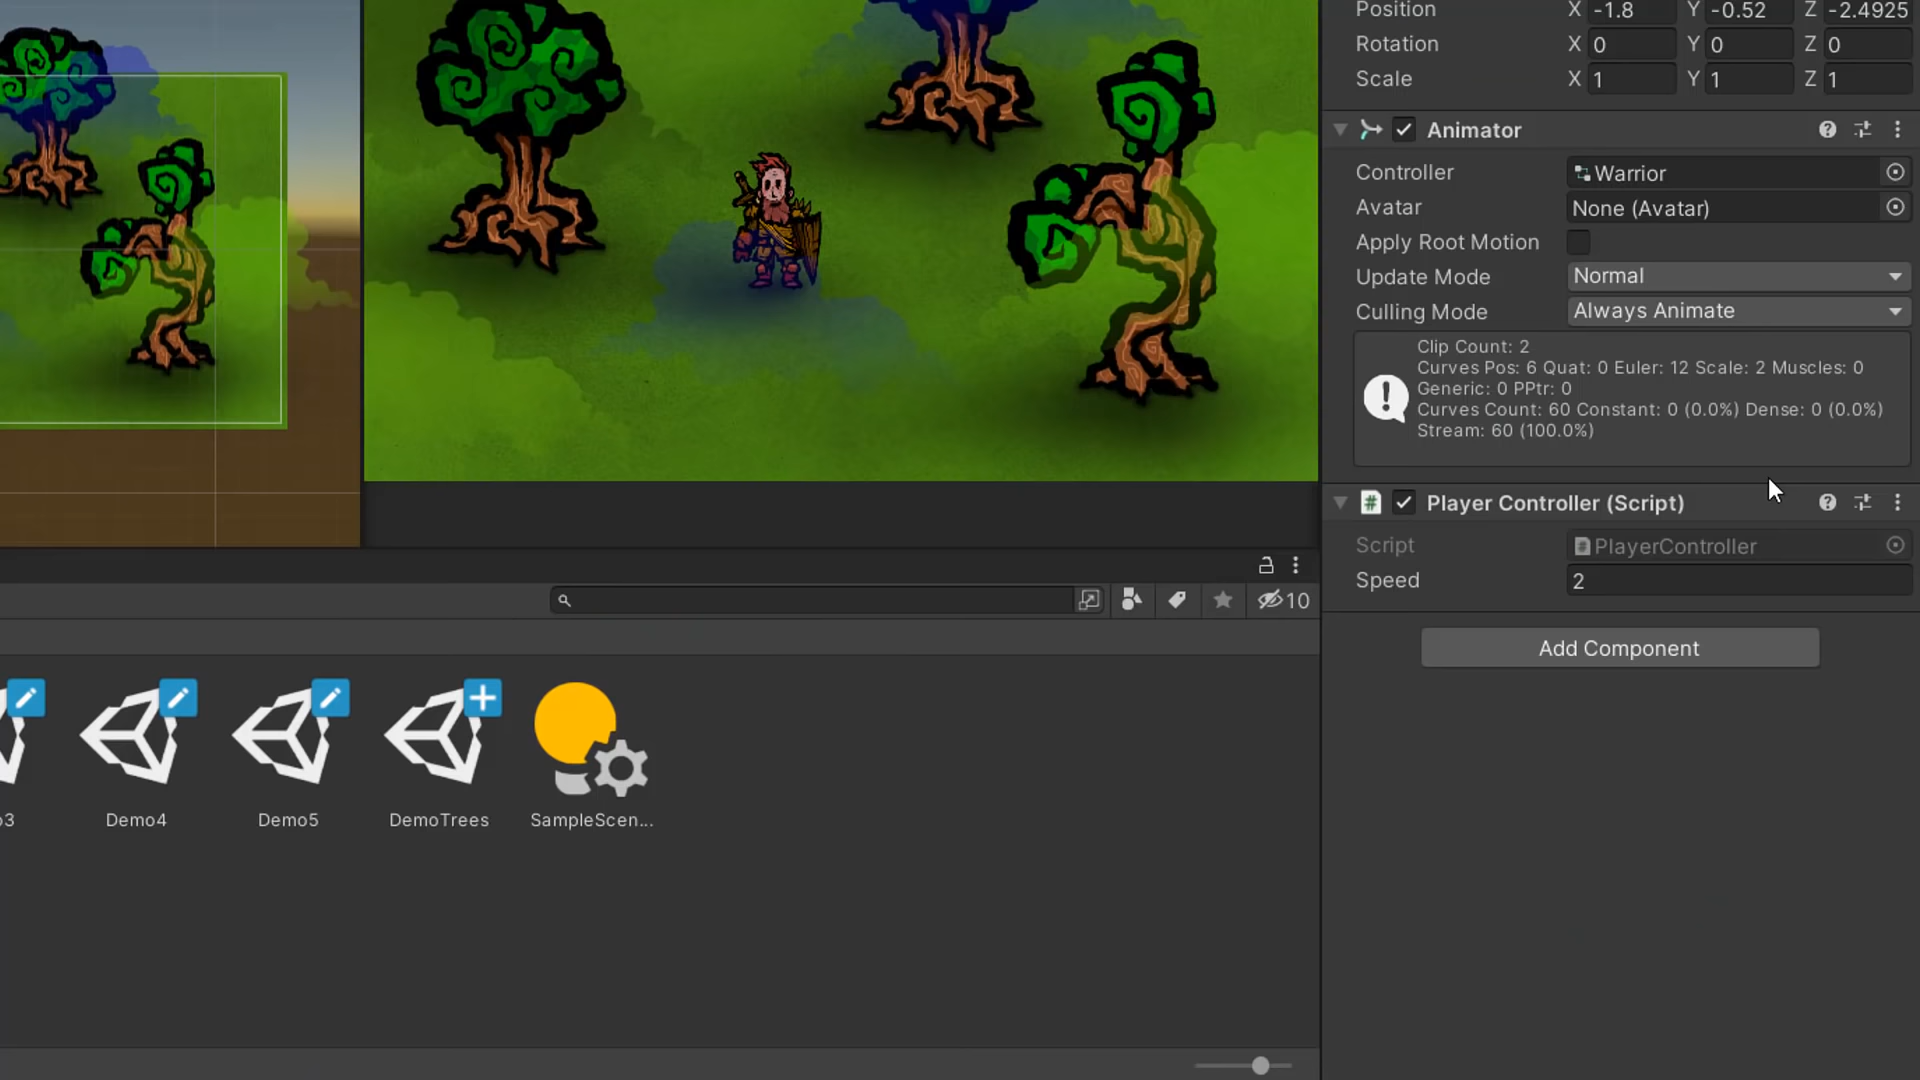 Position X -1.8 Y -0.52 Z -2.4925
Rotation X 0 Y 0 Z 0
Scale X 1 Y 1 Z 1
Animator
Controller Warrior
Avatar None (Avatar)
Apply Root Motion
Update Mode Normal
Culling Mode Always Animate
Clip Count: 2
Curves Pos: 6 Quat: 0 Euler: 12 Scale: 2 Muscles: 0
Generic: 0 PPtr: 0
Curves Count: 60 Constant: 0 (0.0%) Dense: 0 (0.0%)
Stream: 60 (100.0%)
# Player Controller (Script)
Script PlayerController
Speed 2
Add Component
10
o3
Demo4
Demo5
DemoTrees
SampleScen...